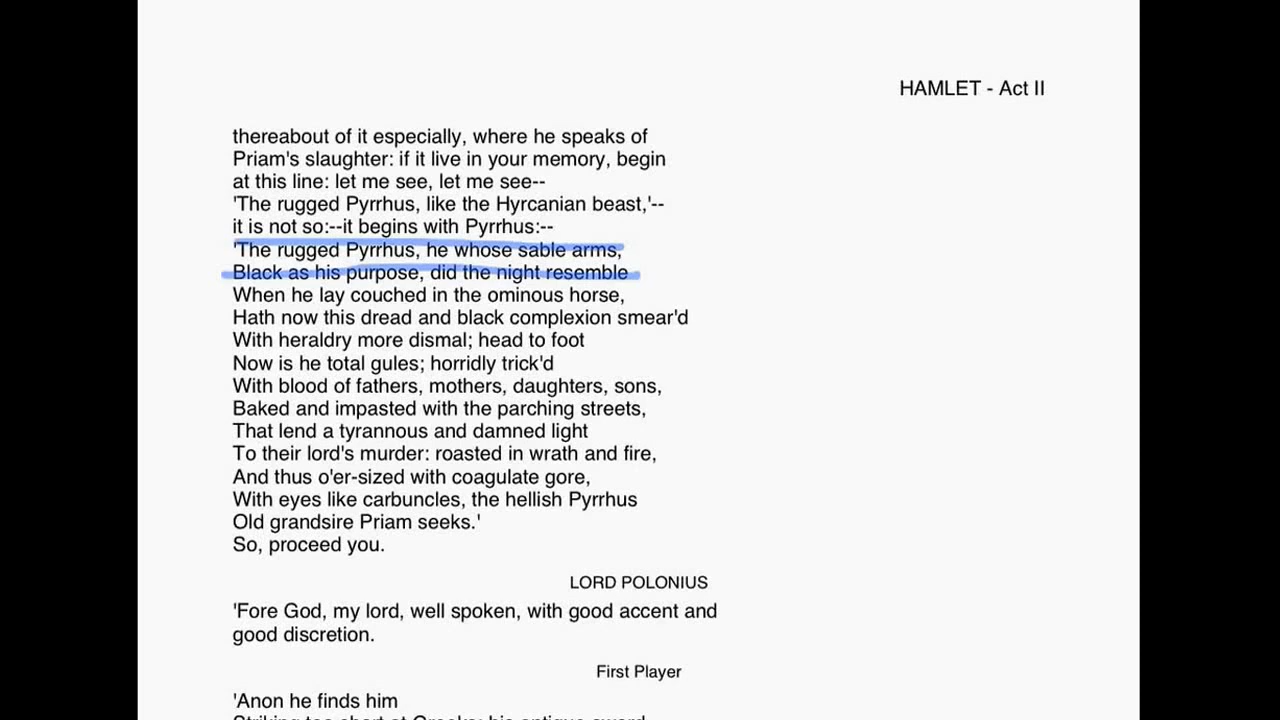 HAMLET - Act II
thereabout of it especially, where he speaks of
Priam's slaughter: if it live in your memory, begin
at this line: let me see, let me see--
'The rugged Pyrrhus, like the Hyrcanian beast,'--
it is not so:--it begins with Pyrrhus:--
'The rugged Pyrrhus, he whose sable arms,
Black as his purpose, did the night resemble
When he lay couched in the ominous horse,
Hath now this dread and black complexion smear'd
With heraldry more dismal; head to foot
Now is he total gules; horridly trick'd
With blood of fathers, mothers, daughters, sons,
Baked and impasted with the parching streets,
That lend a tyrannous and damned light
To their lord's murder: roasted in wrath and fire,
And thus o'er-sized with coagulate gore,
With eyes like carbuncles, the hellish Pyrrhus
Old grandsire Priam seeks.'
So, proceed you.
LORD POLONIUS
'Fore God, my lord, well spoken, with good accent and
good discretion.
First Player
'Anon he finds him
Striking too short at Greeks; his antique sword